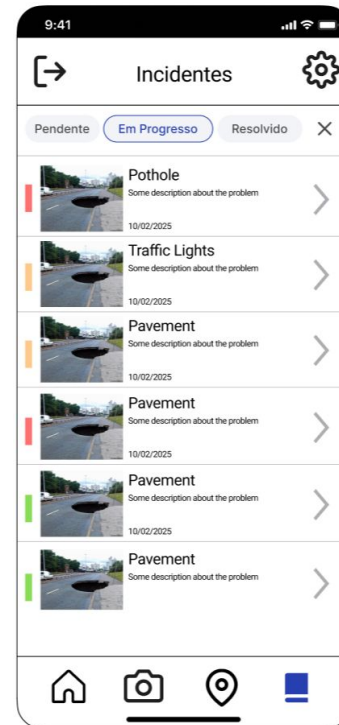 9:41
Incidentes
Pendente Em Progresso Resolvido
Pothole
Some description about the problem
10/02/2025
Traffic Lights
Some description about the problem
10/02/2025
Pavement
Some description about the problem
10/02/2025
Pavement
Some description about the problem
10/02/2025
Pavement
Some description about the problem
10/02/2025
Pavement
Some description about the problem